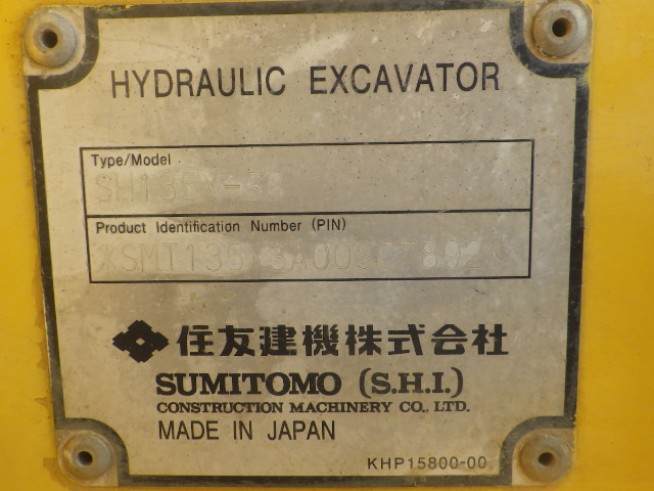 HYDRAULIC EXCAVATOR
Type/Model
Product Identification Number (PIN)
住友建機株式会社
SUMITOMO (S.H.I.)
CONSTRUCTION MACHINERY CO., LTD.
MADE IN JAPAN
KHP15800-00